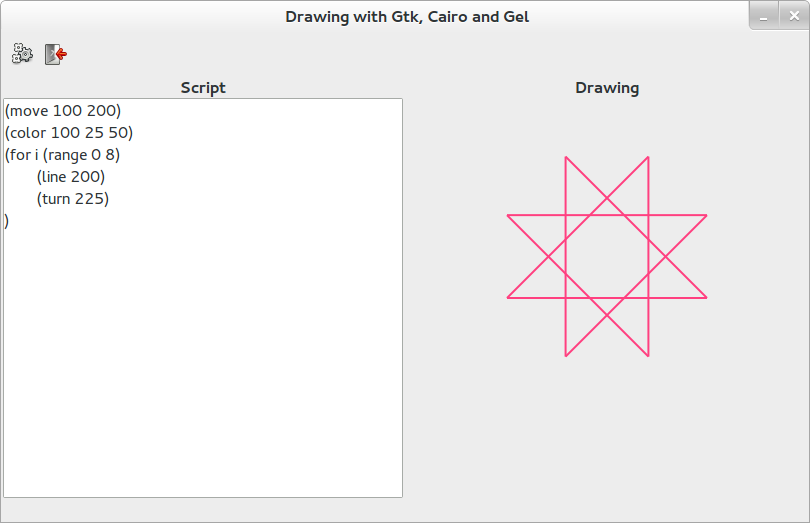 Drawing with Gtk, Cairo and Gel
Script
Drawing
(move 100 200)
(color 100 25 50)
(for i (range 0 8)
(line 200)
(turn 225)
)